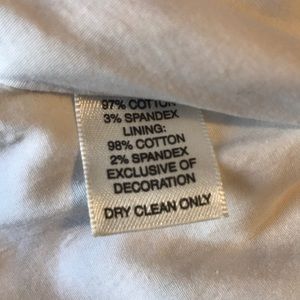 97% COTTON
3% SPANDEX
LINING:
98% COTTON
2% SPANDEX
EXCLUSIVE OF
DECORATION
DRY CLEAN ONLY